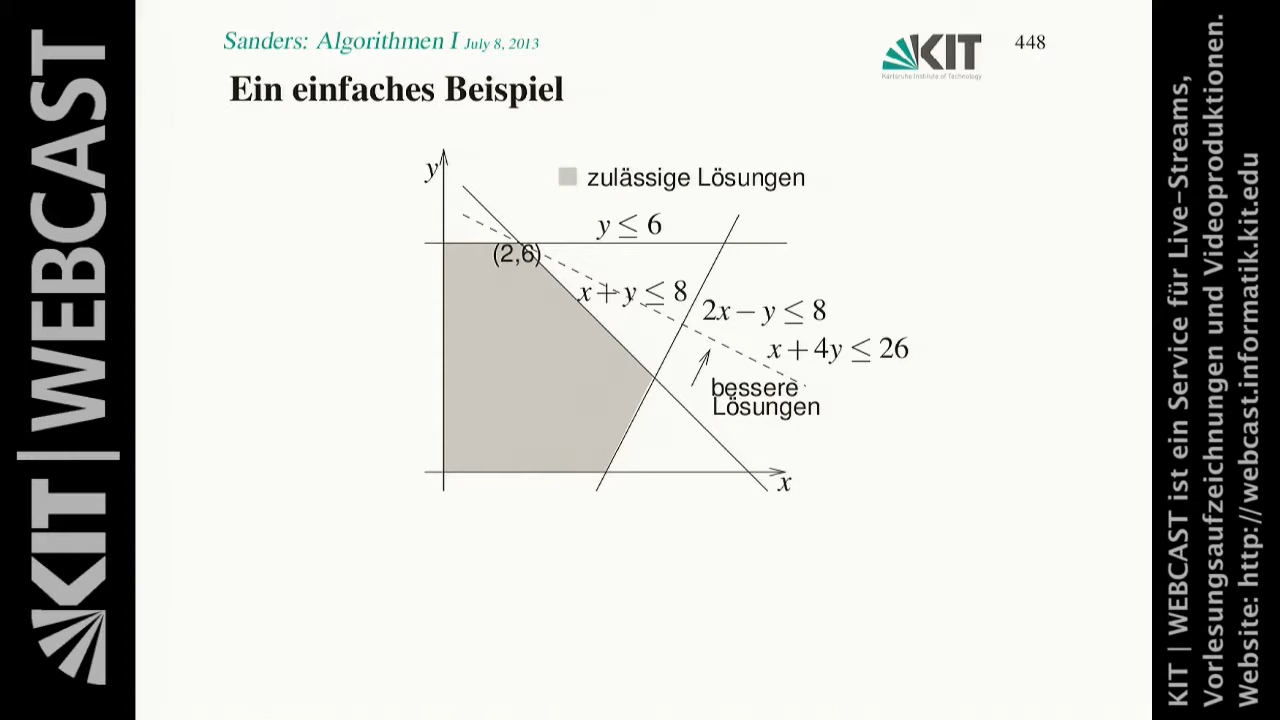 KIT | WEBCAST
Sanders: Algorithmen I July 8, 2013
KIT
Karlsruhe Institute of Technology
448
Ein einfaches Beispiel
y
zulässige Lösungen
y ≤ 6
(2,6)
x + y ≤ 8
2x − y ≤ 8
x + 4y ≤ 26
bessere
Lösungen
x
KIT | WEBCAST ist ein Service für Live-Streams,
Vorlesungsaufzeichnungen und Videoproduktionen.
Website: http://webcast.informatik.kit.edu